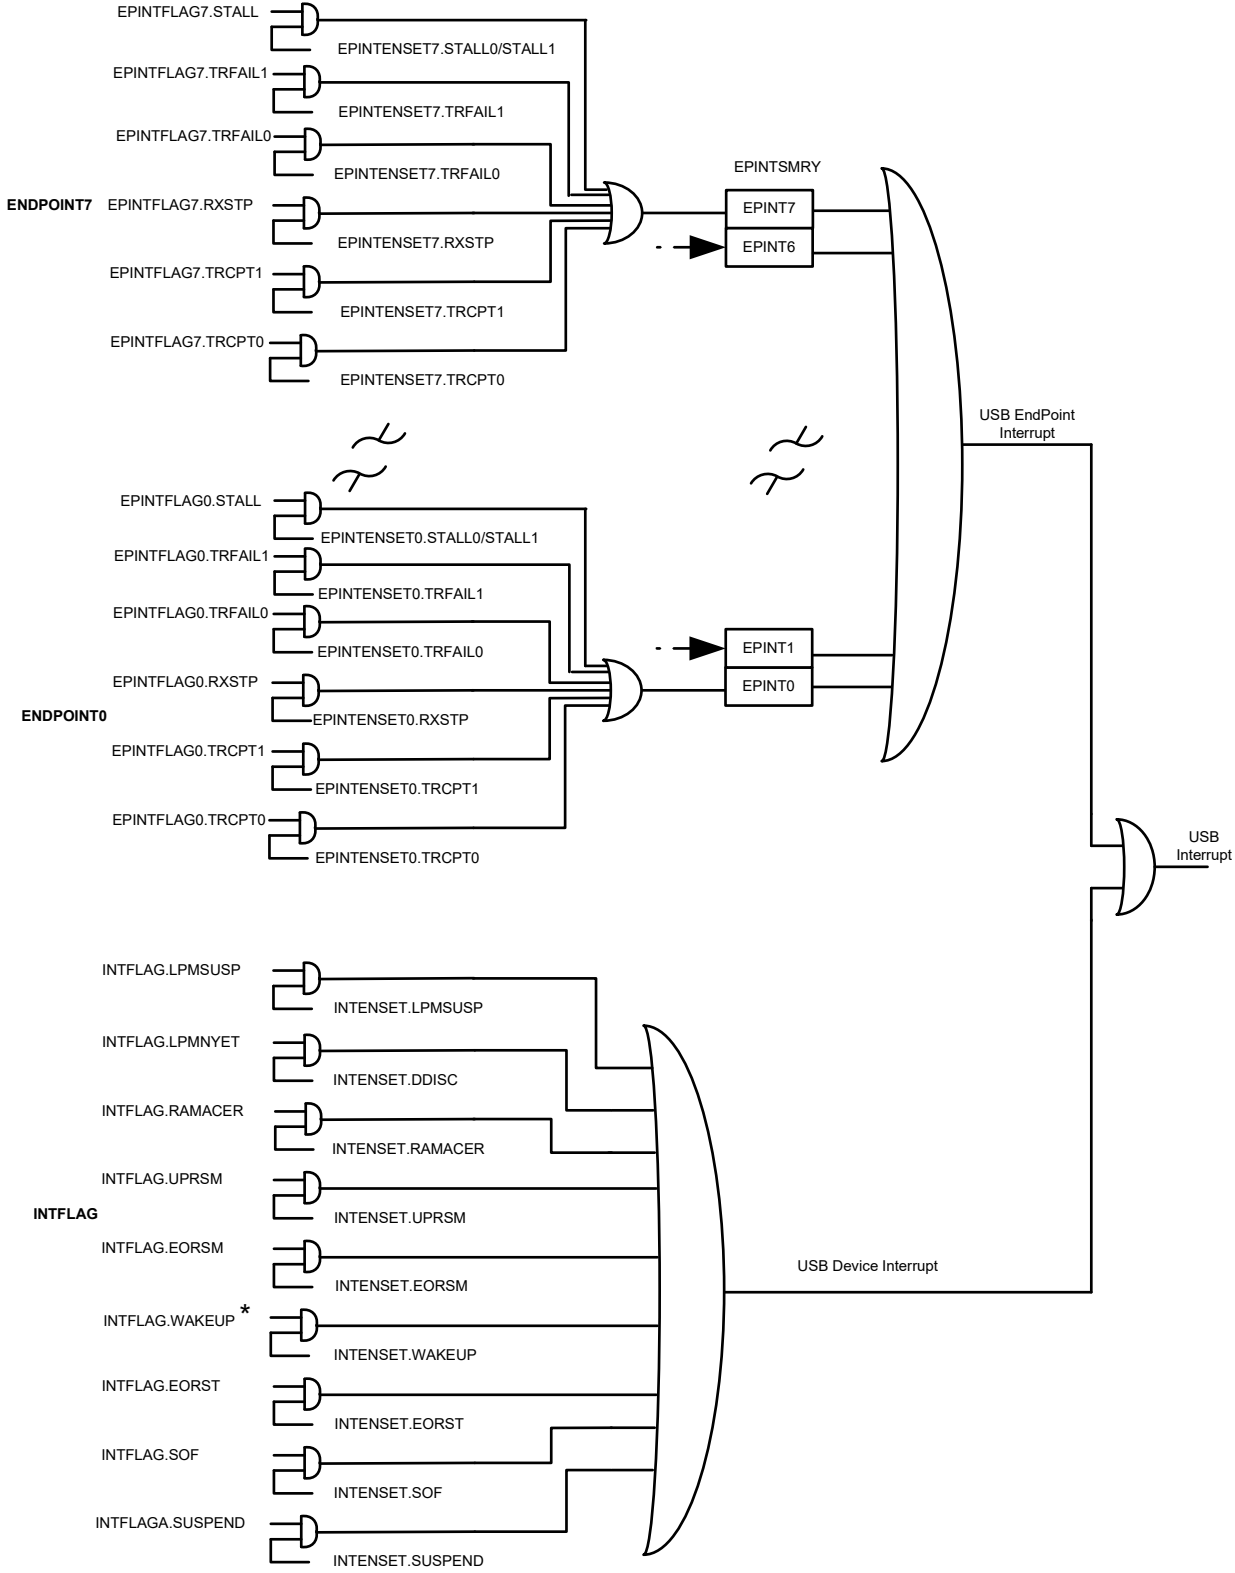 EPINTFLAG7.STALL
EPINTENSET7.STALL0/STALL1
EPINTFLAG7.TRFAIL1
EPINTENSET7.TRFAIL1
EPINTFLAG7.TRFAIL0
EPINTENSET7.TRFAIL0
ENDPOINT7
EPINTFLAG7.RXSTP
EPINTENSET7.RXSTP
EPINTFLAG7.TRCPT1
EPINTENSET7.TRCPT1
EPINTFLAG7.TRCPT0
EPINTENSET7.TRCPT0
EPINTSMRY
EPINT7
EPINT6
USB EndPoint
Interrupt
EPINTFLAG0.STALL
EPINTENSET0.STALL0/STALL1
EPINTFLAG0.TRFAIL1
EPINTENSET0.TRFAIL1
EPINTFLAG0.TRFAIL0
EPINTENSET0.TRFAIL0
EPINTFLAG0.RXSTP
ENDPOINT0
EPINTENSET0.RXSTP
EPINTFLAG0.TRCPT1
EPINTENSET0.TRCPT1
EPINTFLAG0.TRCPT0
EPINTENSET0.TRCPT0
EPINT1
EPINT0
USB
Interrupt
INTFLAG.LPMSUSP
INTENSET.LPMSUSP
INTFLAG.LPMNYET
INTENSET.DDISC
INTFLAG.RAMACER
INTENSET.RAMACER
INTFLAG.UPRSM
INTFLAG
INTENSET.UPRSM
INTFLAG.EORSM
INTENSET.EORSM
INTFLAG.WAKEUP *
INTENSET.WAKEUP
INTFLAG.EORST
INTENSET.EORST
INTFLAG.SOF
INTENSET.SOF
INTFLAGA.SUSPEND
INTENSET.SUSPEND
USB Device Interrupt